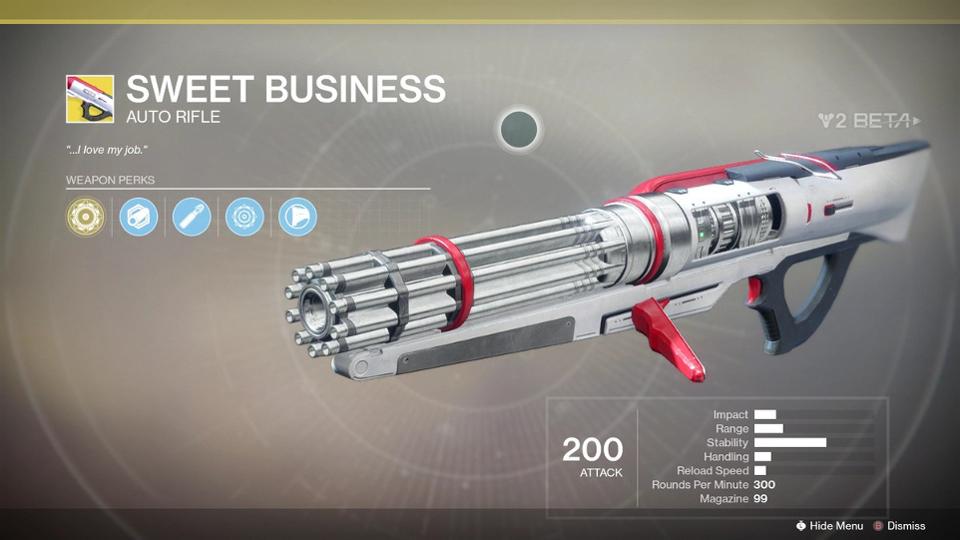 SWEET BUSINESS
AUTO RIFLE
"...I love my job."
WEAPON PERKS
2 BETA
200
ATTACK
Impact
Range
Stability
Handling
Reload Speed
Rounds Per Minute 300
Magazine 99
Hide Menu B Dismiss